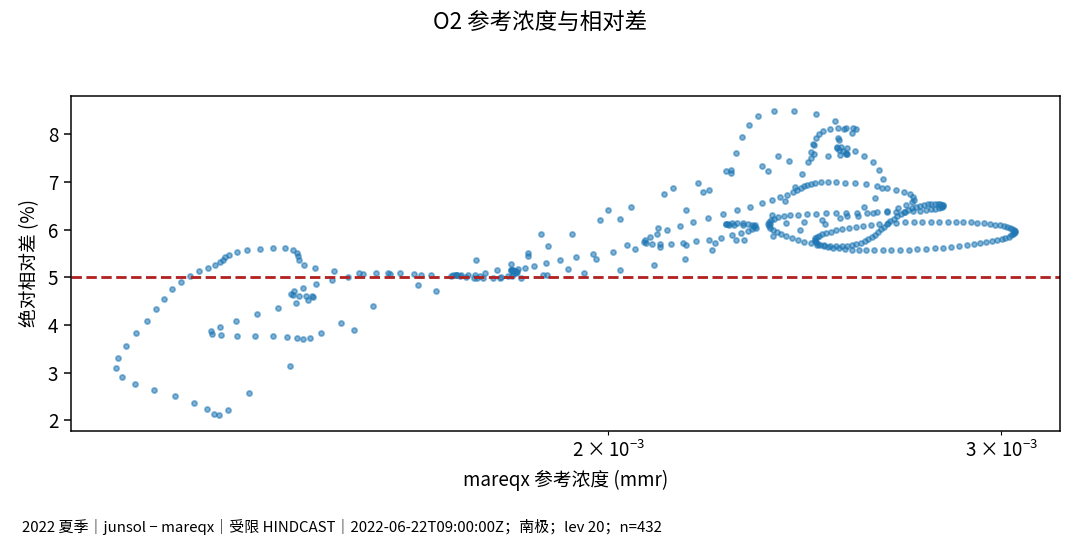 O2 参考浓度与相对差
绝对相对差 (%)
8
7
6
5
4
3
2
2 × 10⁻³
3 × 10⁻³
mareqx 参考浓度 (mmr)
2022 夏季｜junsol − mareqx｜受限 HINDCAST｜2022-06-22T09:00:00Z；南极；lev 20；n=432